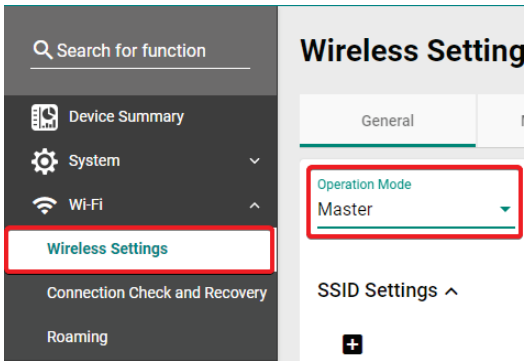 Search for function
Device Summary
System
Wi-Fi
Wireless Settings
Connection Check and Recovery
Roaming
Wireless Setting
General
Operation Mode
Master
SSID Settings